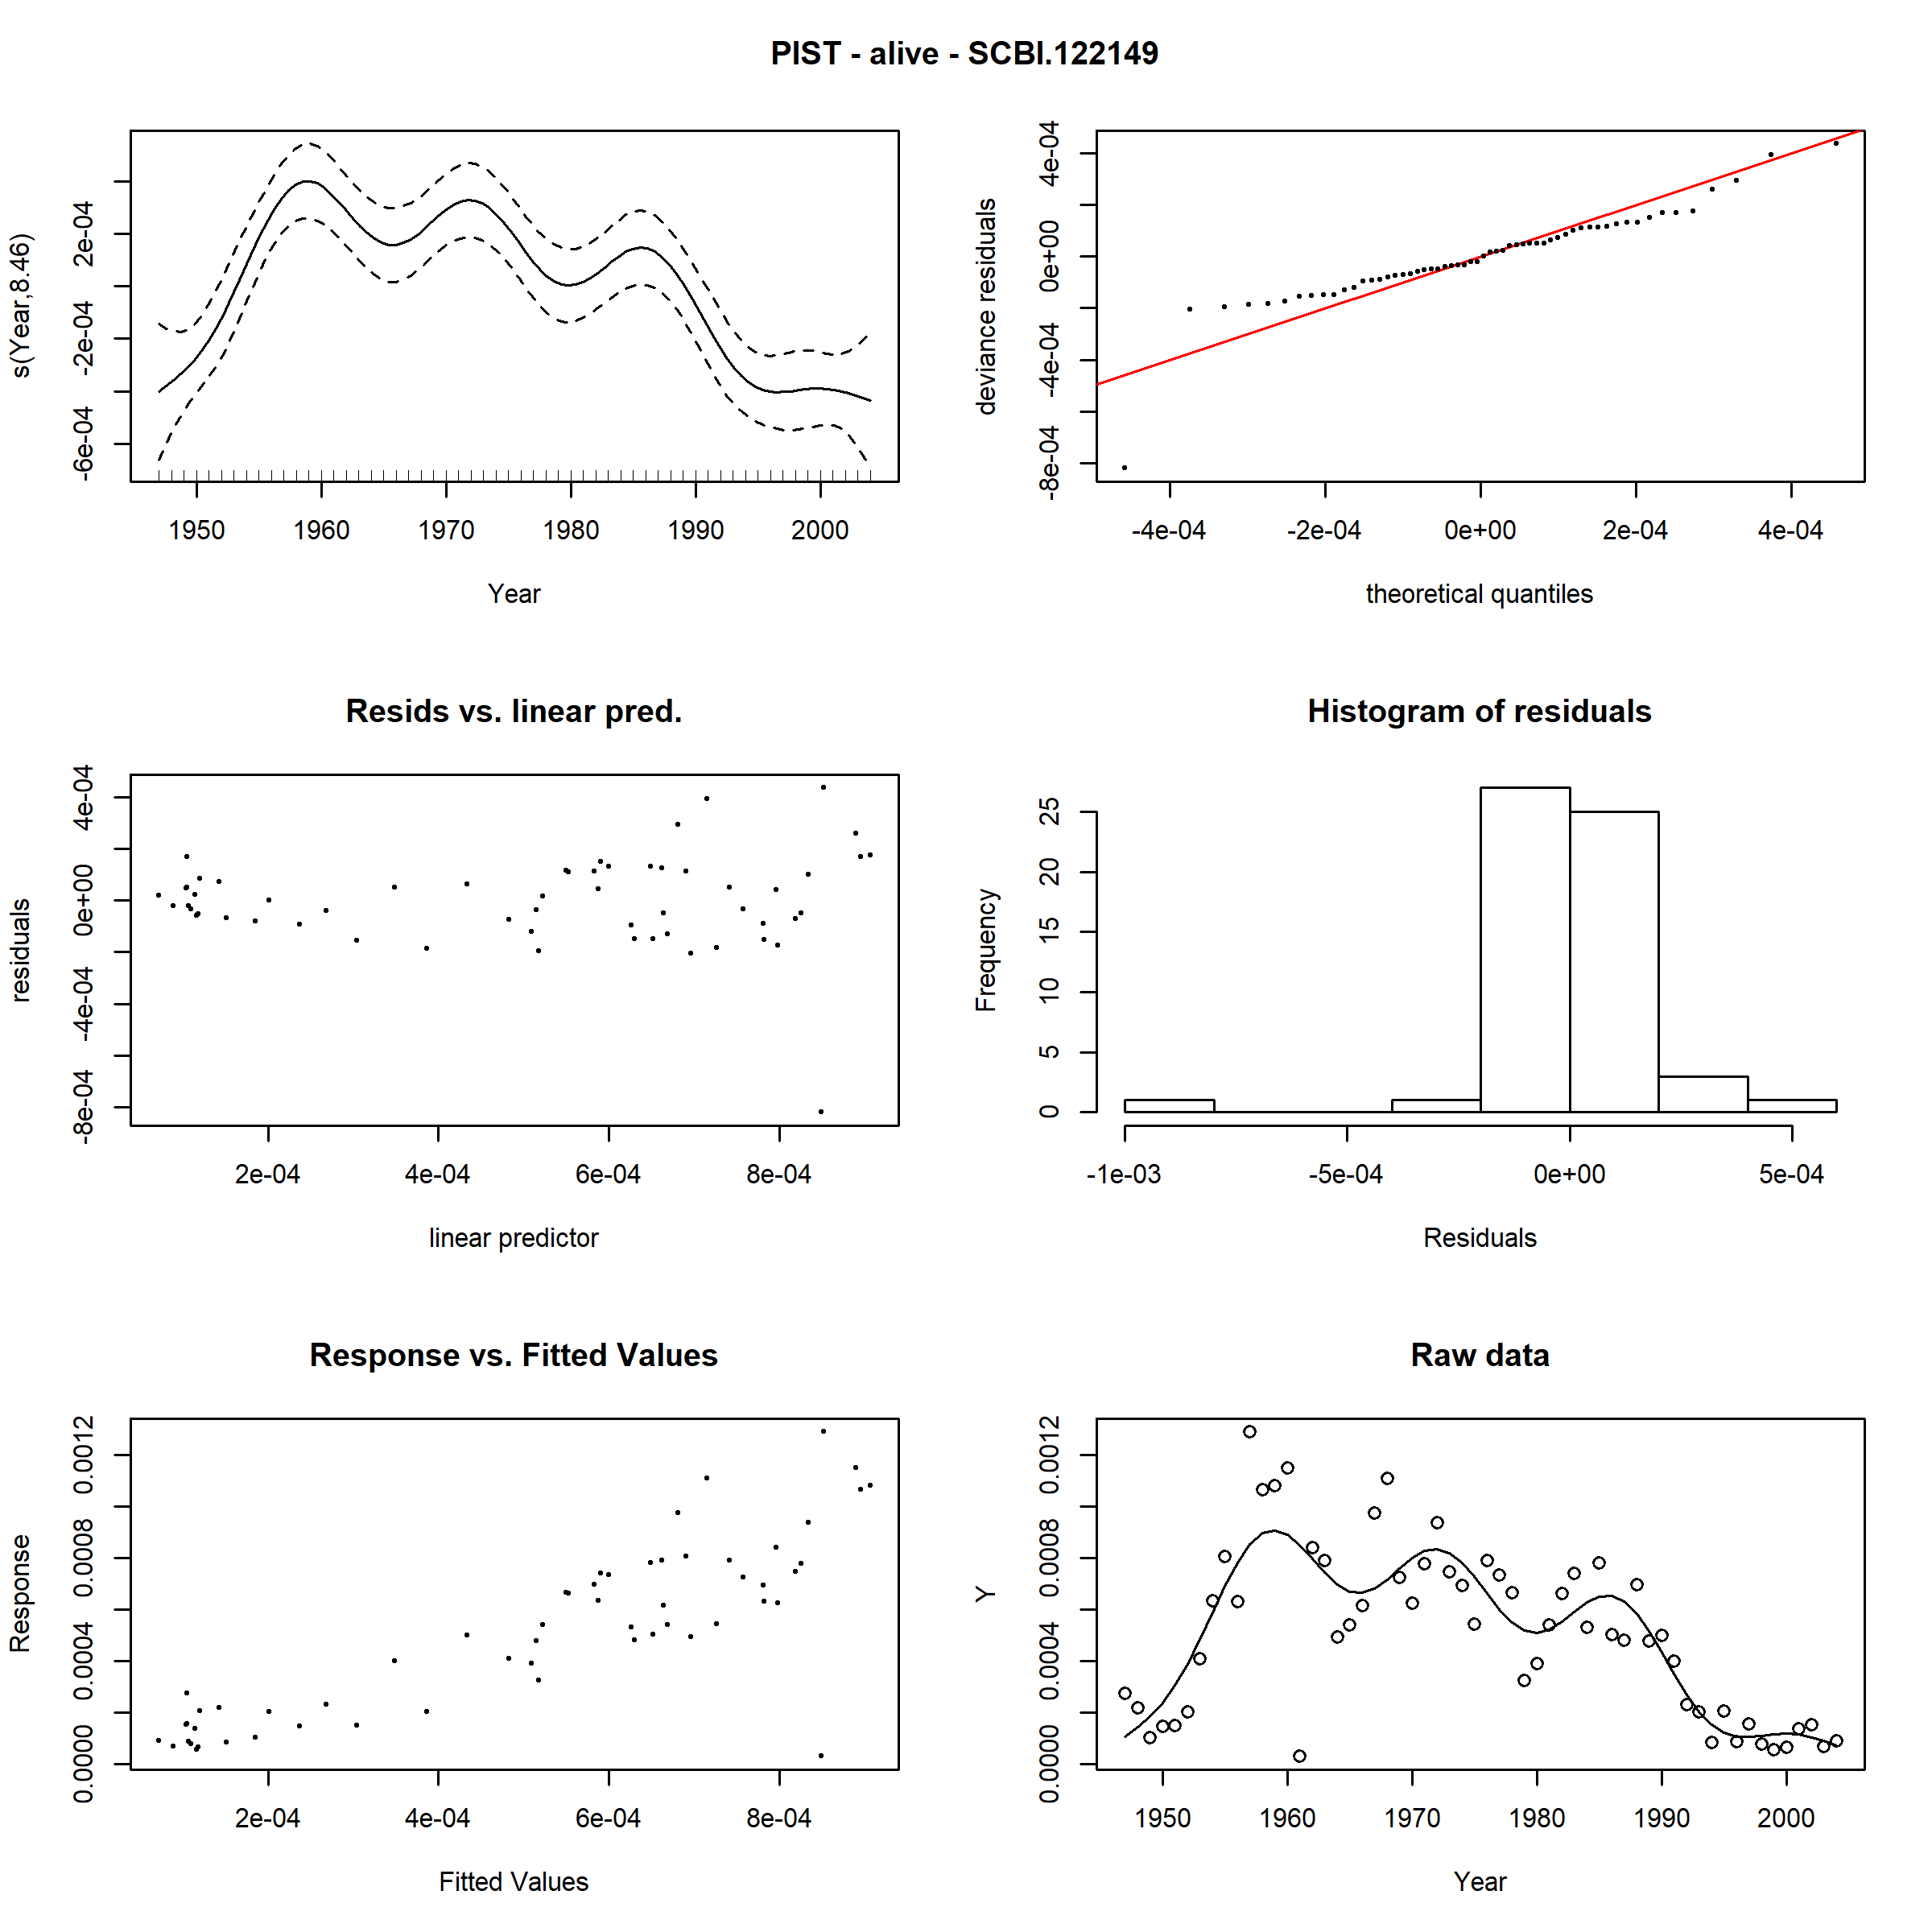 PIST - alive - SCBI.122149
s(Year,8.46)
-6e-04 -2e-04 2e-04
1950 1960 1970 1980 1990 2000
Year
deviance residuals
-8e-04 -4e-04 0e+00 4e-04
-4e-04 -2e-04 0e+00 2e-04 4e-04
theoretical quantiles
Resids vs. linear pred.
residuals
-8e-04 -4e-04 0e+00 4e-04
2e-04 4e-04 6e-04 8e-04
linear predictor
Histogram of residuals
Frequency
0 5 10 15 20 25
-1e-03 -5e-04 0e+00 5e-04
Residuals
Response vs. Fitted Values
Response
0.0000 0.0004 0.0008 0.0012
2e-04 4e-04 6e-04 8e-04
Fitted Values
Raw data
Y
0.0000 0.0004 0.0008 0.0012
1950 1960 1970 1980 1990 2000
Year